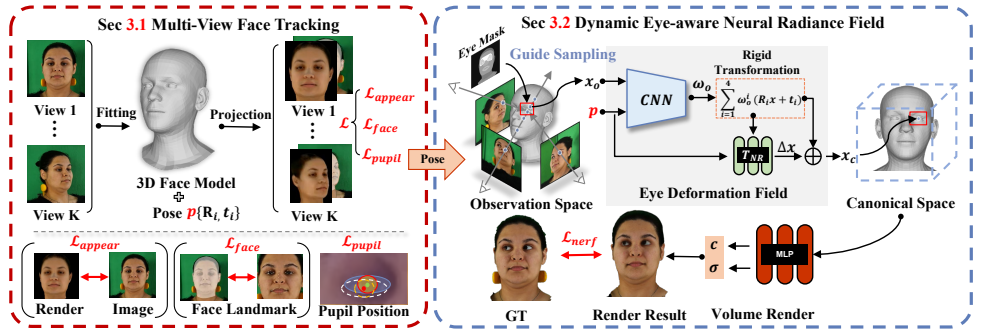 Sec 3.1 Multi-View Face Tracking
View 1
View K
Fitting
3D Face Model
Pose p{R_i, t_i}
Projection
View 1
View K
ℒ
ℒ_appear
ℒ_face
ℒ_pupil
Pose
ℒ_appear
Render
Image
ℒ_face
Face Landmark
ℒ_pupil
Pupil Position
Sec 3.2 Dynamic Eye-aware Neural Radiance Field
Eye Mask
Guide Sampling
Observation Space
x_o
p
CNN
ω_o
Rigid
Transformation
∑_{i=1}^{4} ω_o^i (R_i x + t_i)
T_NR
Δx
x_c
Eye Deformation Field
Canonical Space
GT
ℒ_nerf
Render Result
c
σ
MLP
Volume Render